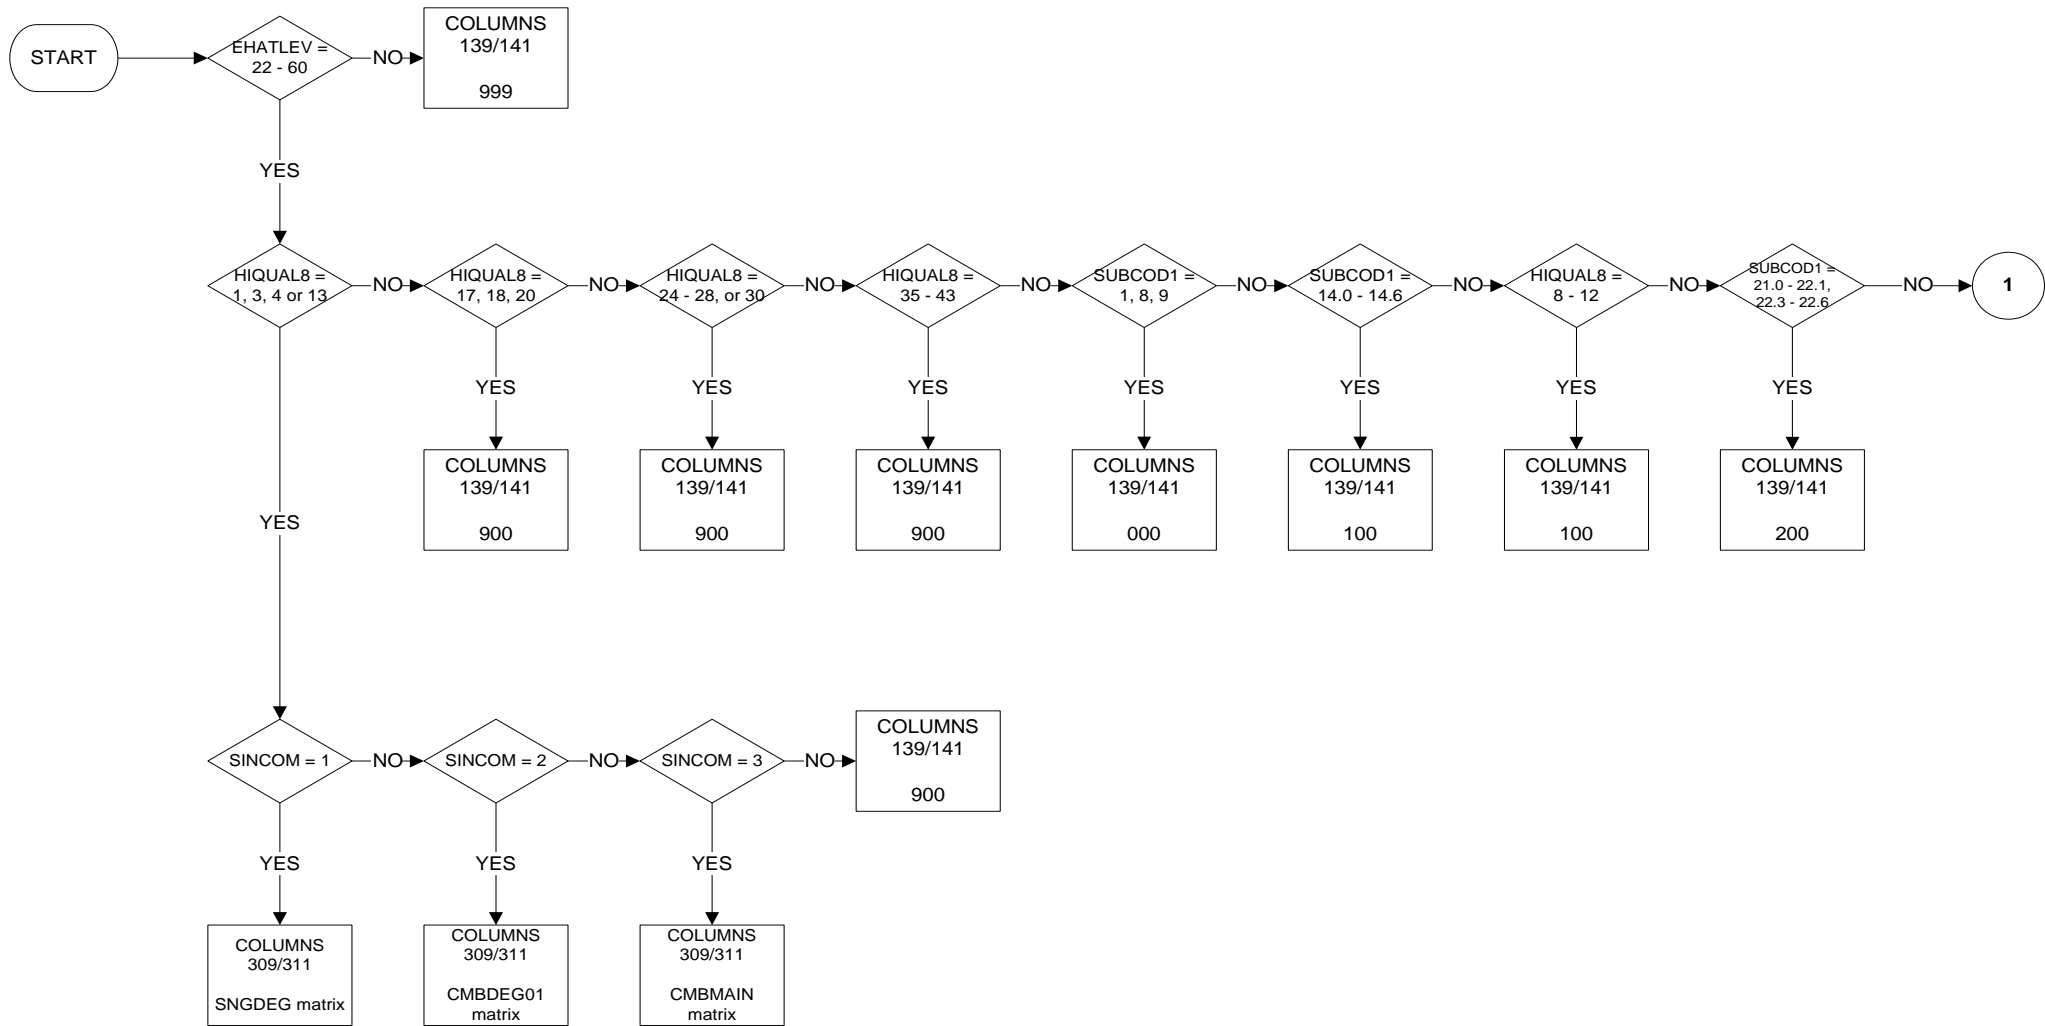 START
EHATLEV =
22 - 60
NO
COLUMNS
139/141
999
YES
HIQUAL8 =
1, 3, 4 or 13
NO
HIQUAL8 =
17, 18, 20
NO
HIQUAL8 =
24 - 28, or 30
NO
HIQUAL8 =
35 - 43
NO
SUBCOD1 =
1, 8, 9
NO
SUBCOD1 =
14.0 - 14.6
NO
HIQUAL8 =
8 - 12
NO
SUBCOD1 =
21.0 - 22.1,
22.3 - 22.6
NO
1
YES
YES
YES
YES
YES
YES
YES
COLUMNS
139/141
900
COLUMNS
139/141
900
COLUMNS
139/141
900
COLUMNS
139/141
000
COLUMNS
139/141
100
COLUMNS
139/141
100
COLUMNS
139/141
200
YES
SINCOM = 1
NO
SINCOM = 2
NO
SINCOM = 3
NO
COLUMNS
139/141
900
YES
YES
YES
COLUMNS
309/311
SNGDEG matrix
COLUMNS
309/311
CMBDEG01
matrix
COLUMNS
309/311
CMBMAIN
matrix